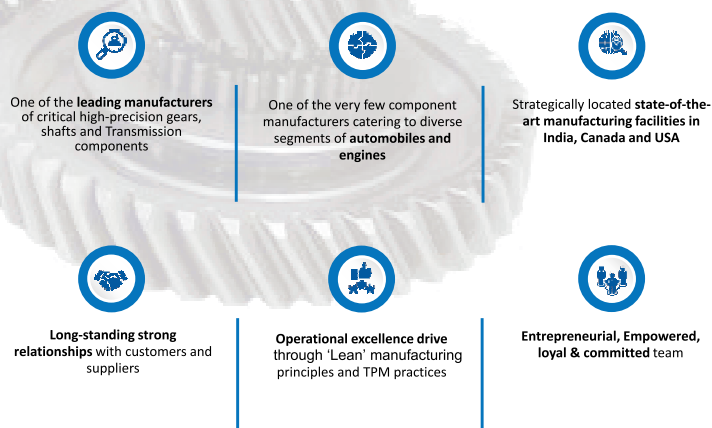 One of the leading manufacturers
of critical high-precision gears,
shafts and Transmission
components
One of the very few component
manufacturers catering to diverse
segments of automobiles and
engines
Strategically located state-of-the-
art manufacturing facilities in
India, Canada and USA
Long-standing strong
relationships with customers and
suppliers
Operational excellence drive
through ‘Lean’ manufacturing
principles and TPM practices
Entrepreneurial, Empowered,
loyal & committed team